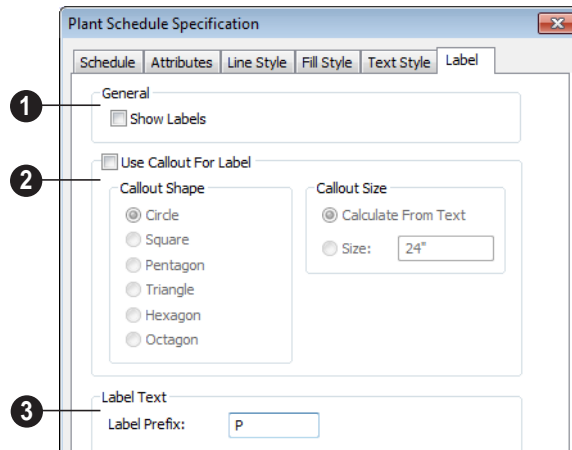 Plant Schedule Specification
Schedule Attributes Line Style Fill Style Text Style Label
1 General
Show Labels
2 Use Callout For Label
Callout Shape Callout Size
Circle Calculate From Text
Square Size: 24"
Pentagon
Triangle
Hexagon
Octagon
Label Text
3 Label Prefix: P